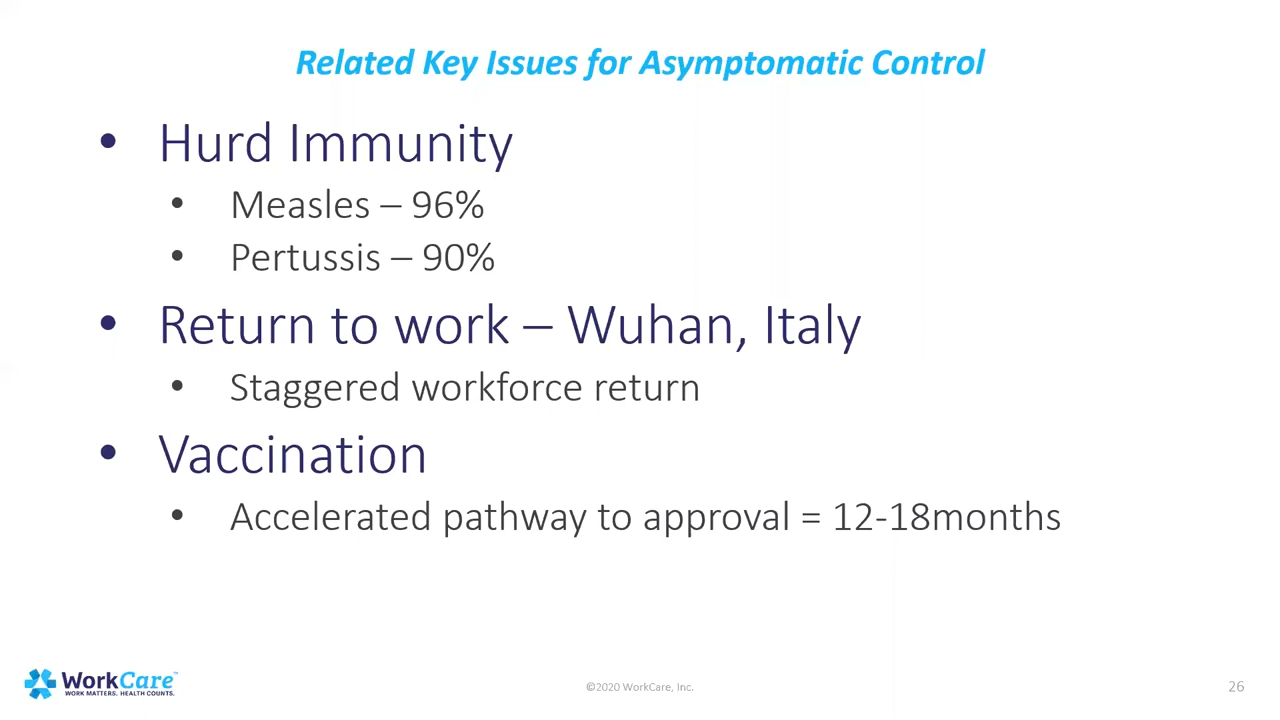 Related Key Issues for Asymptomatic Control
• Hurd Immunity
• Measles – 96%
• Pertussis – 90%
• Return to work – Wuhan, Italy
• Staggered workforce return
• Vaccination
• Accelerated pathway to approval = 12-18months
WorkCare™
WORK MATTERS. HEALTH COUNTS.
©2020 WorkCare, Inc.
26